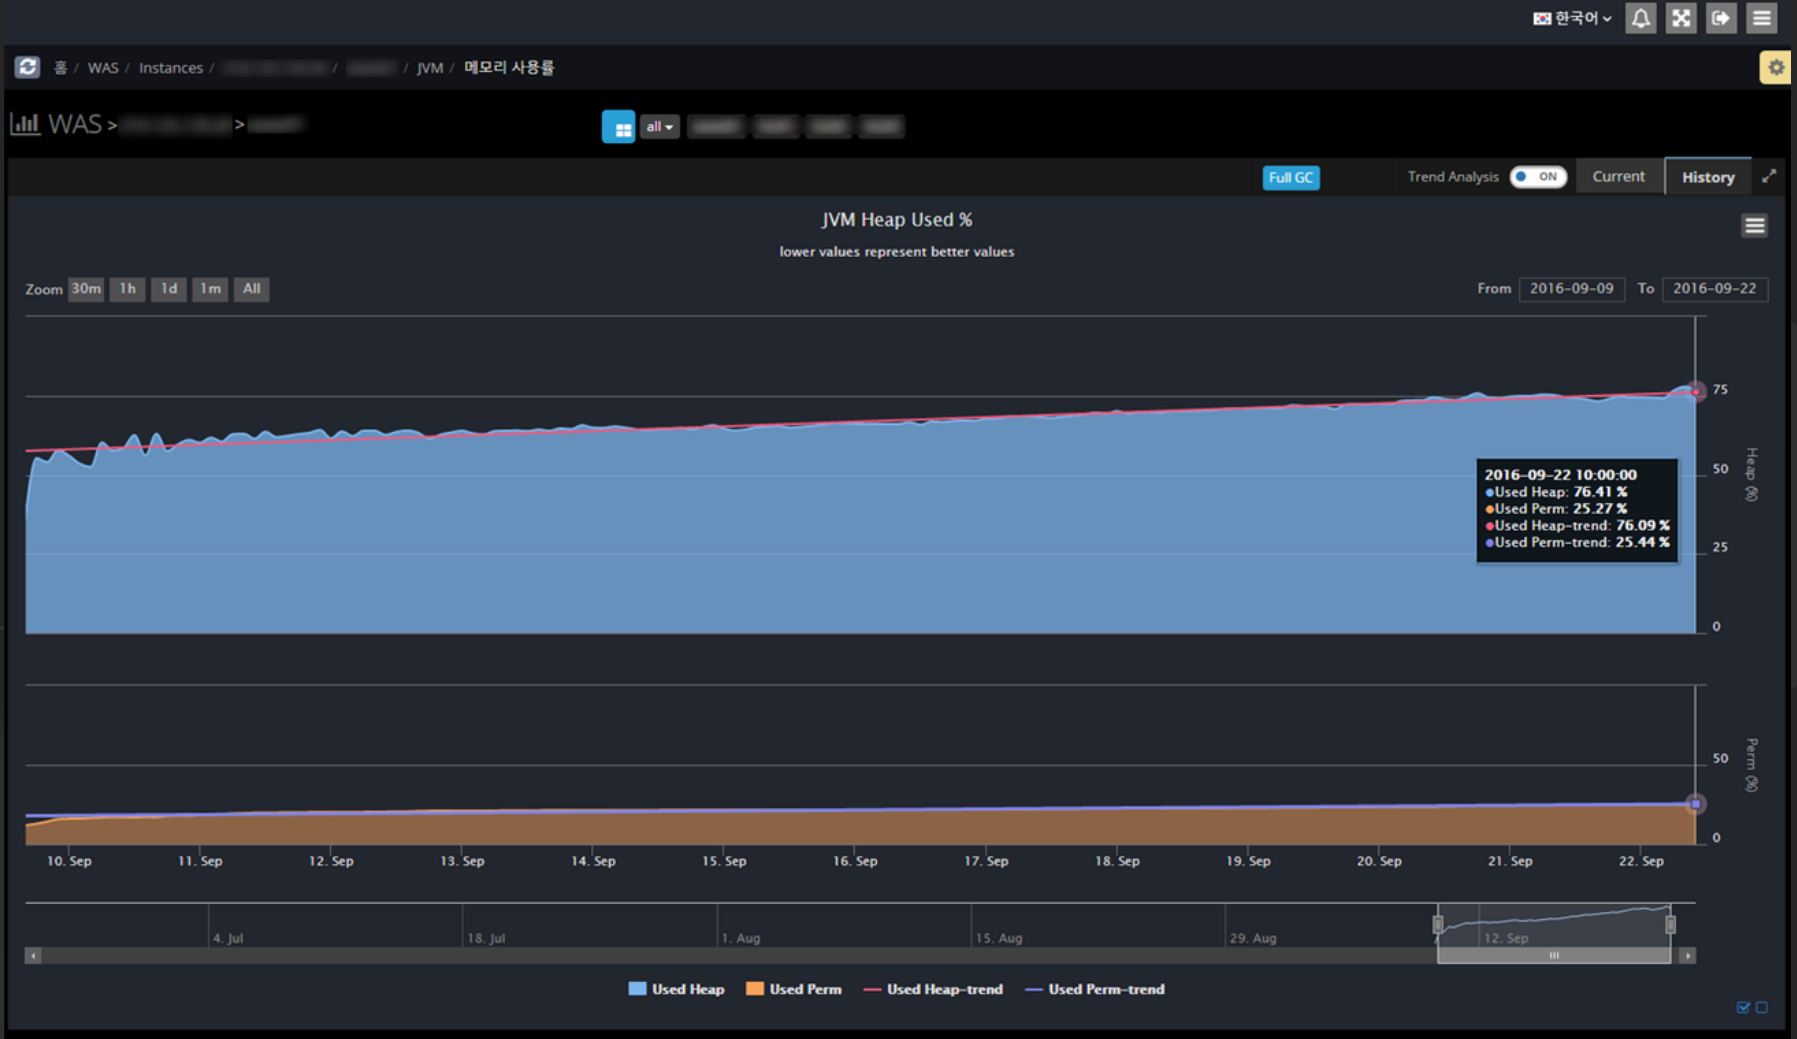 한국어
홈 / WAS / Instances / / / JVM / 메모리 사용률
WAS > >
all
Full GC Trend Analysis ON Current History
JVM Heap Used %
lower values represent better values
Zoom 30m 1h 1d 1m All From 2016-09-09 To 2016-09-22
75
50
25
0
Heap (%)
2016-09-22 10:00:00
Used Heap: 76.41 %
Used Perm: 25.27 %
Used Heap-trend: 76.09 %
Used Perm-trend: 25.44 %
50
0
Perm (%)
10. Sep 11. Sep 12. Sep 13. Sep 14. Sep 15. Sep 16. Sep 17. Sep 18. Sep 19. Sep 20. Sep 21. Sep 22. Sep
4. Jul 18. Jul 1. Aug 15. Aug 29. Aug 12. Sep
Used Heap Used Perm Used Heap-trend Used Perm-trend